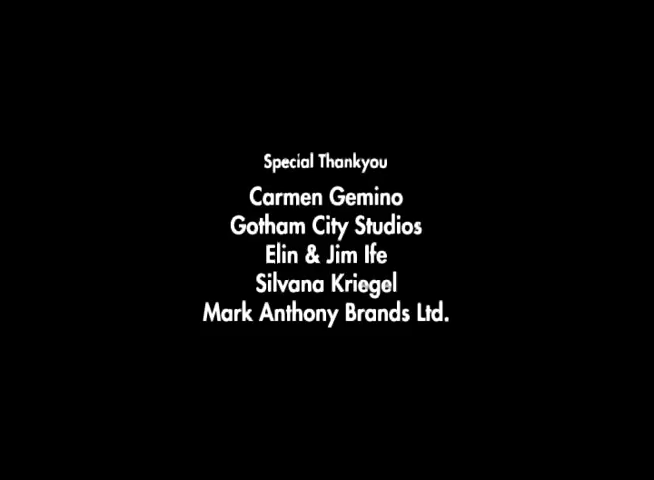 Special Thankyou
Carmen Gemino
Gotham City Studios
Elin & Jim Ife
Silvana Kriegel
Mark Anthony Brands Ltd.